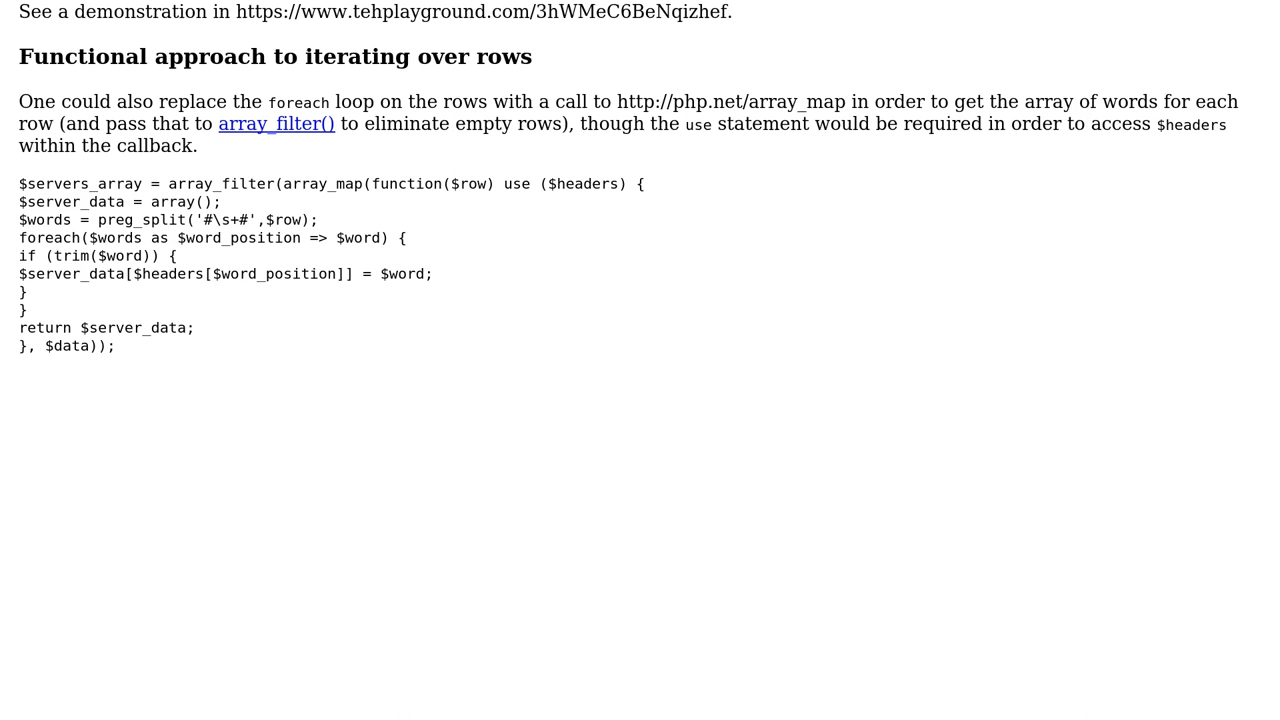 See a demonstration in https://www.tehplayground.com/3hWMeC6BeNqizhef.
Functional approach to iterating over rows
One could also replace the foreach loop on the rows with a call to http://php.net/array_map in order to get the array of words for each
row (and pass that to array_filter() to eliminate empty rows), though the use statement would be required in order to access $headers
within the callback.
$servers_array = array_filter(array_map(function($row) use ($headers) {
$server_data = array();
$words = preg_split('#\s+#',$row);
foreach($words as $word_position => $word) {
if (trim($word)) {
$server_data[$headers[$word_position]] = $word;
}
}
return $server_data;
}, $data));